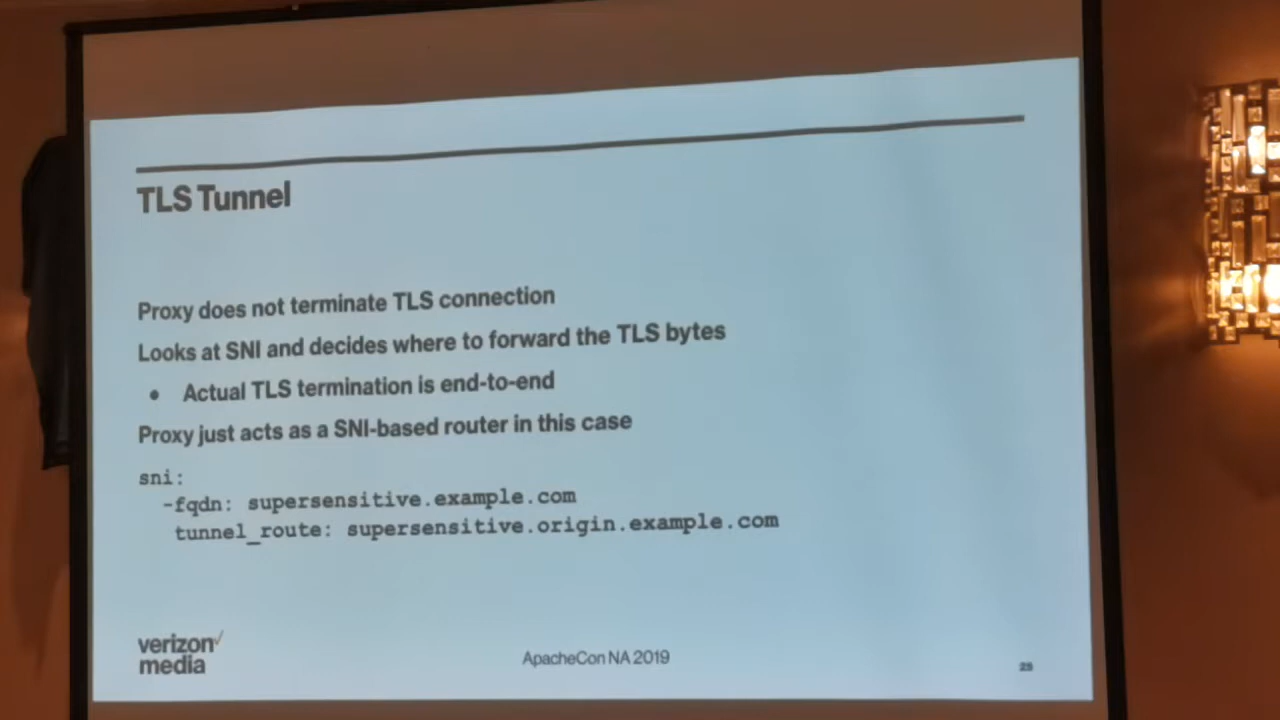 TLS Tunnel
Proxy does not terminate TLS connection
Looks at SNI and decides where to forward the TLS bytes
• Actual TLS termination is end-to-end
Proxy just acts as a SNI-based router in this case
sni:
-fqdn: supersensitive.example.com
tunnel_route: supersensitive.origin.example.com
verizon✓
media
ApacheCon NA 2019